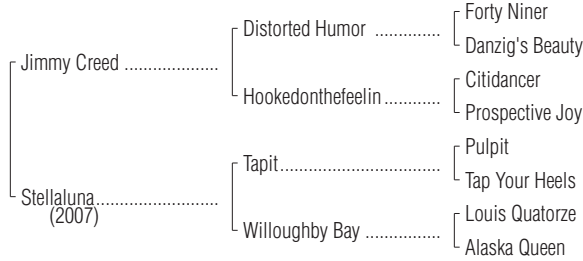 Forty Niner
Distorted Humor ..............
Danzig's Beauty
Jimmy Creed .....................
Citidancer
Hookedonthefeelin ............
Prospective Joy
Pulpit
Tapit.....................................
Tap Your Heels
Stellaluna...........................
(2007)
Louis Quatorze
Willoughby Bay .................
Alaska Queen